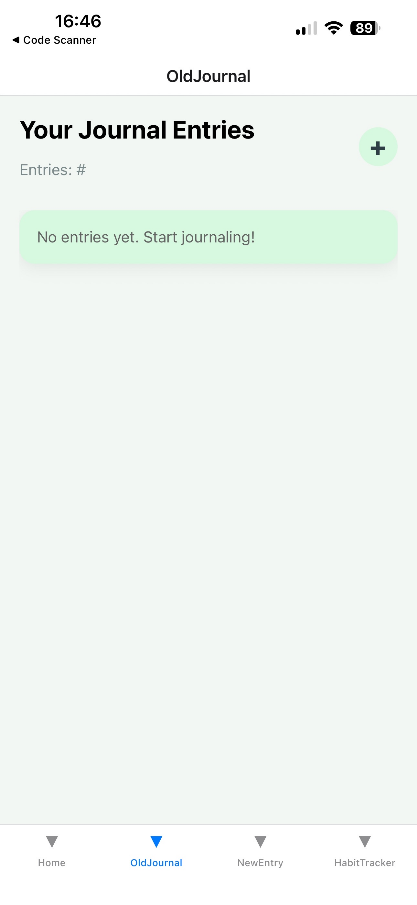 16:46
◀ Code Scanner
89
OldJournal
Your Journal Entries
Entries: #
+
No entries yet. Start journaling!
Home
OldJournal
NewEntry
HabitTracker